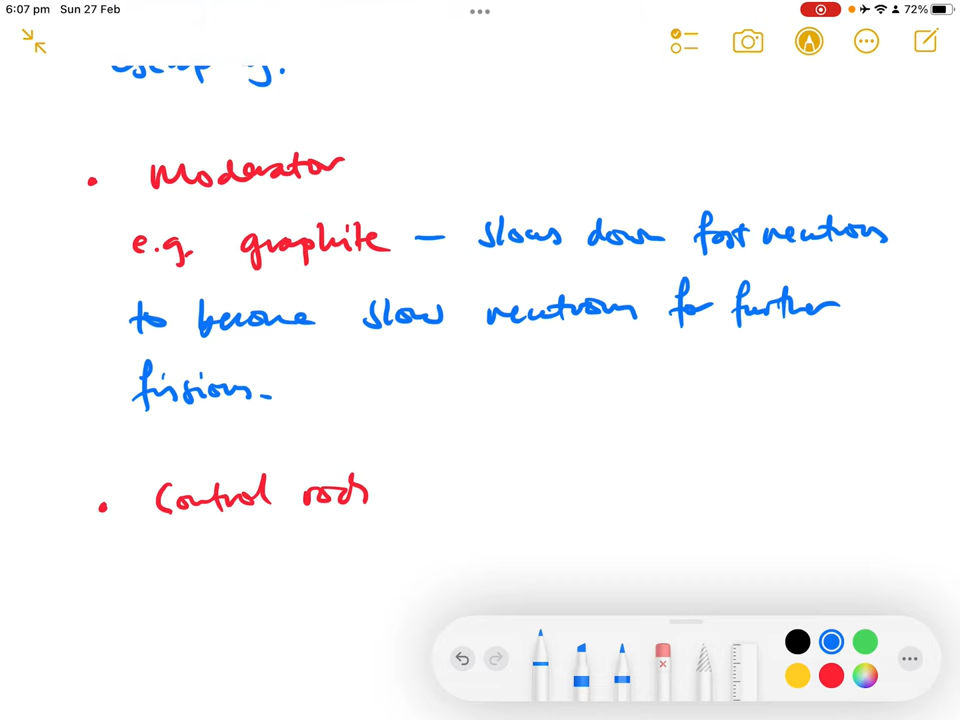 6:07 pm Sun 27 Feb
72%
• Moderator
e.g. graphite – slows down fast neutrons
to become slow neutrons for further
fissions.
• Control rods